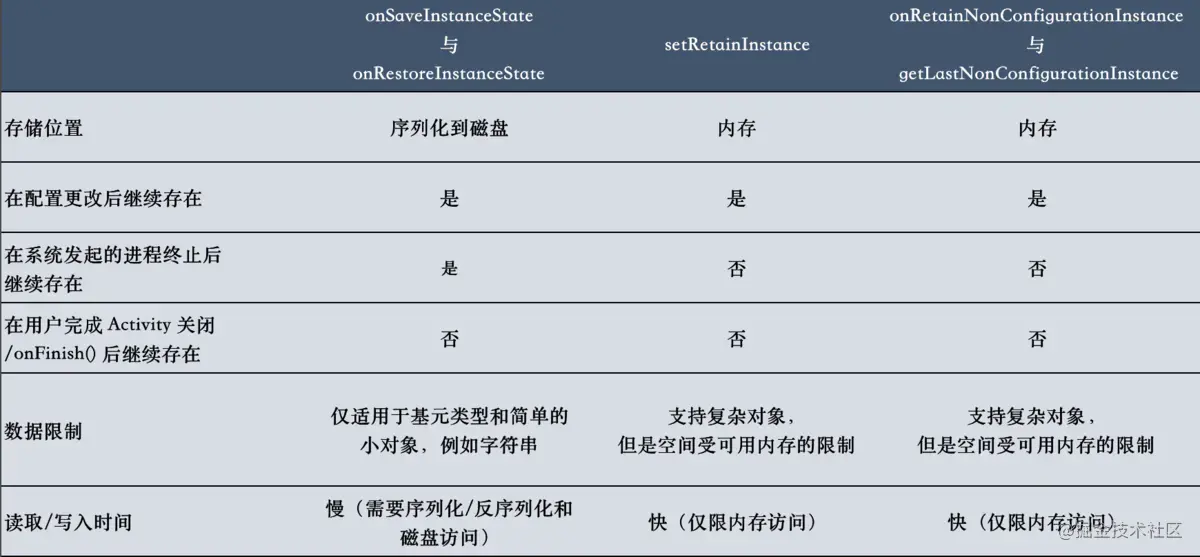 onSaveInstanceState
与
onRestoreInstanceState
setRetainInstance
onRetainNonConfigurationInstance
与
getLastNonConfigurationInstance
存储位置
序列化到磁盘
内存
内存
在配置更改后继续存在
是
是
是
在系统发起的进程终止后
继续存在
是
否
否
在用户完成 Activity 关闭
/onFinish() 后继续存在
否
否
否
数据限制
仅适用于基元类型和简单的
小对象，例如字符串
支持复杂对象，
但是空间受可用内存的限制
支持复杂对象，
但是空间受可用内存的限制
读取/写入时间
慢（需要序列化/反序列化和
磁盘访问）
快（仅限内存访问）
快（仅限内存访问）
@掘金技术社区